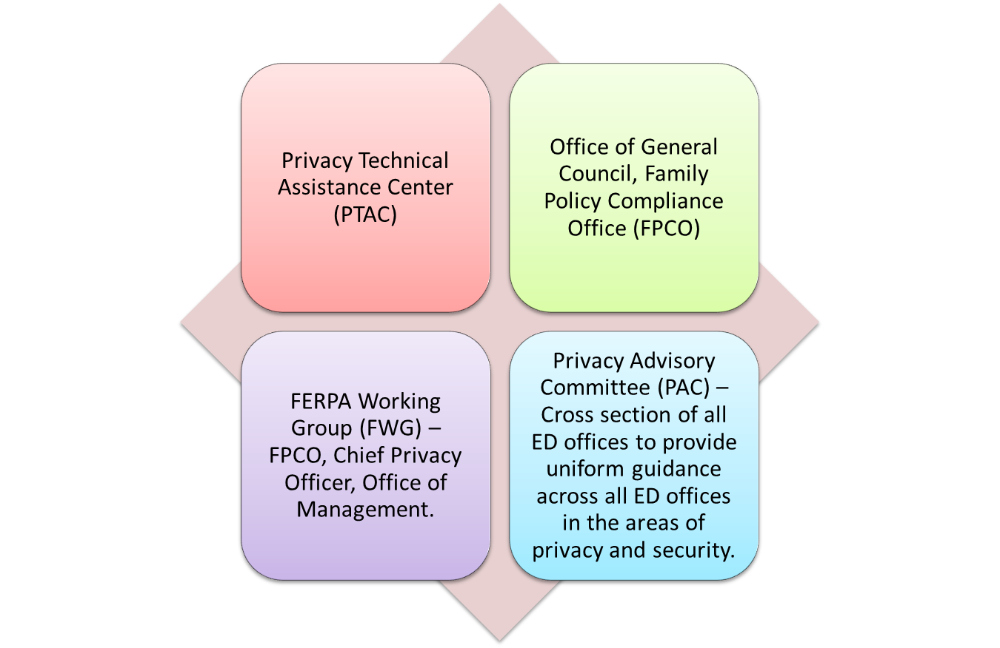 Privacy Technical
Assistance Center
(PTAC)
Office of General
Council, Family
Policy Compliance
Office (FPCO)
FERPA Working
Group (FWG) –
FPCO, Chief Privacy
Officer, Office of
Management.
Privacy Advisory
Committee (PAC) –
Cross section of all
ED offices to provide
uniform guidance
across all ED offices
in the areas of
privacy and security.